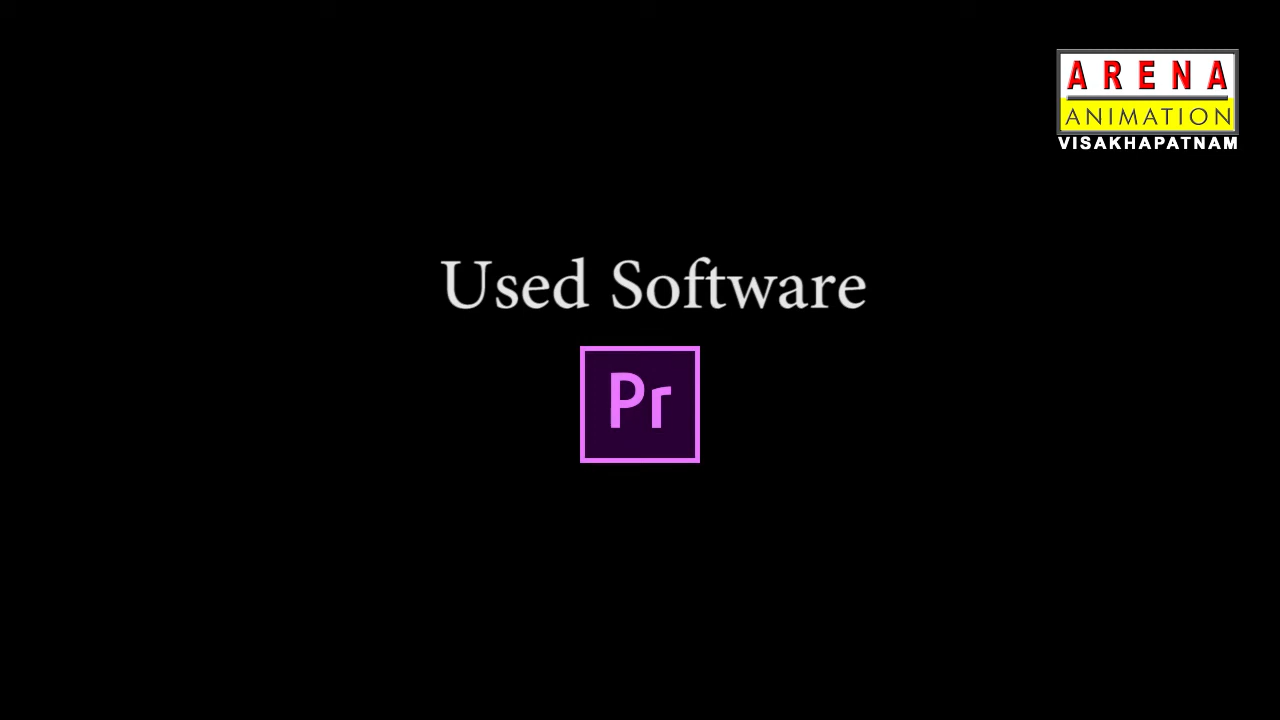 ARENA
ANIMATION
VISAKHAPATNAM
Used Software
Pr